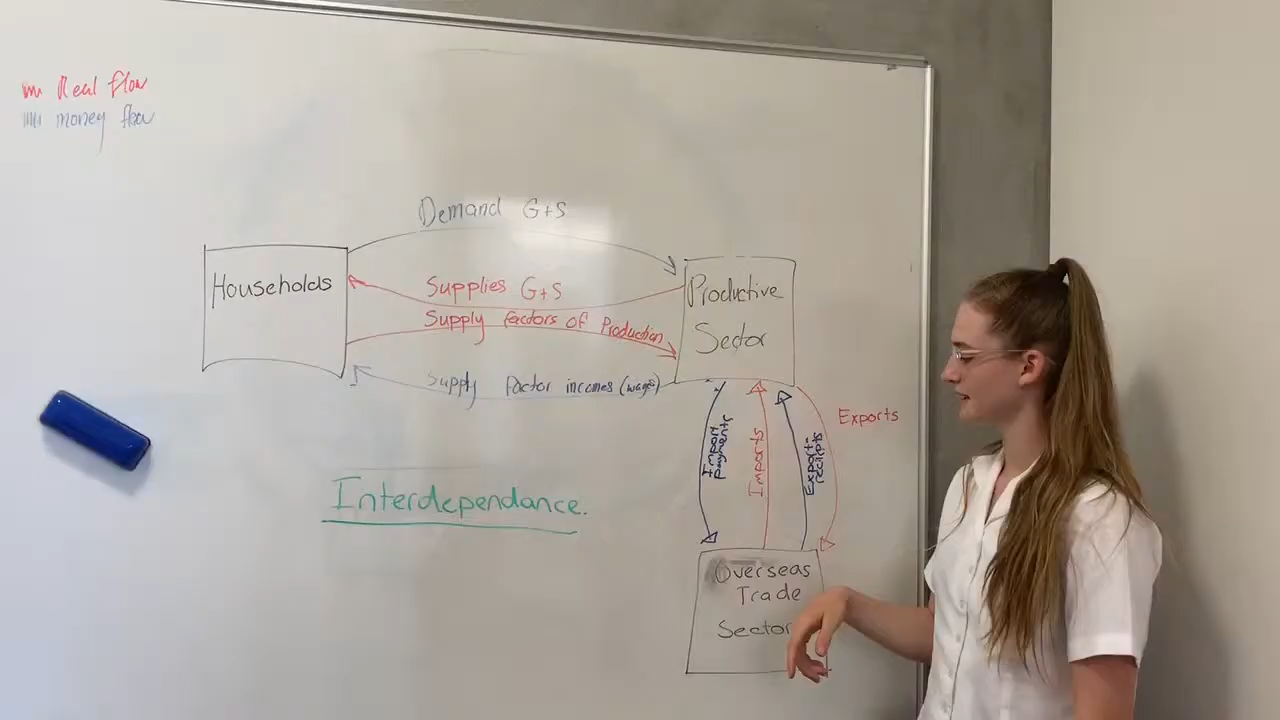 Real flow
money flow
Demand G+S
Households
Supplies G+S
Supply factors of Production
Supply factor incomes (wages)
Productive
Sector
Import
payments
Imports
Export
reciepts
Exports
Interdependance.
Overseas
Trade
Sector